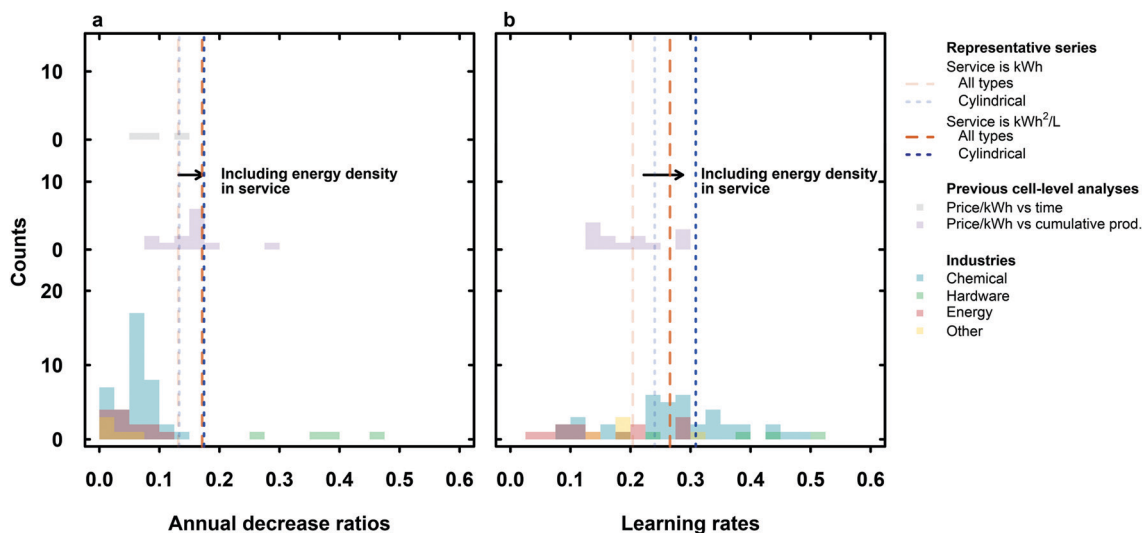 a
b
Counts
10
0
10
0
20
10
0
Including energy density
in service
Including energy density
in service
0.0 0.1 0.2 0.3 0.4 0.5 0.6
0.0 0.1 0.2 0.3 0.4 0.5 0.6
Annual decrease ratios
Learning rates
Representative series
Service is kWh
All types
Cylindrical
Service is kWh²/L
All types
Cylindrical
Previous cell-level analyses
Price/kWh vs time
Price/kWh vs cumulative prod.
Industries
Chemical
Hardware
Energy
Other